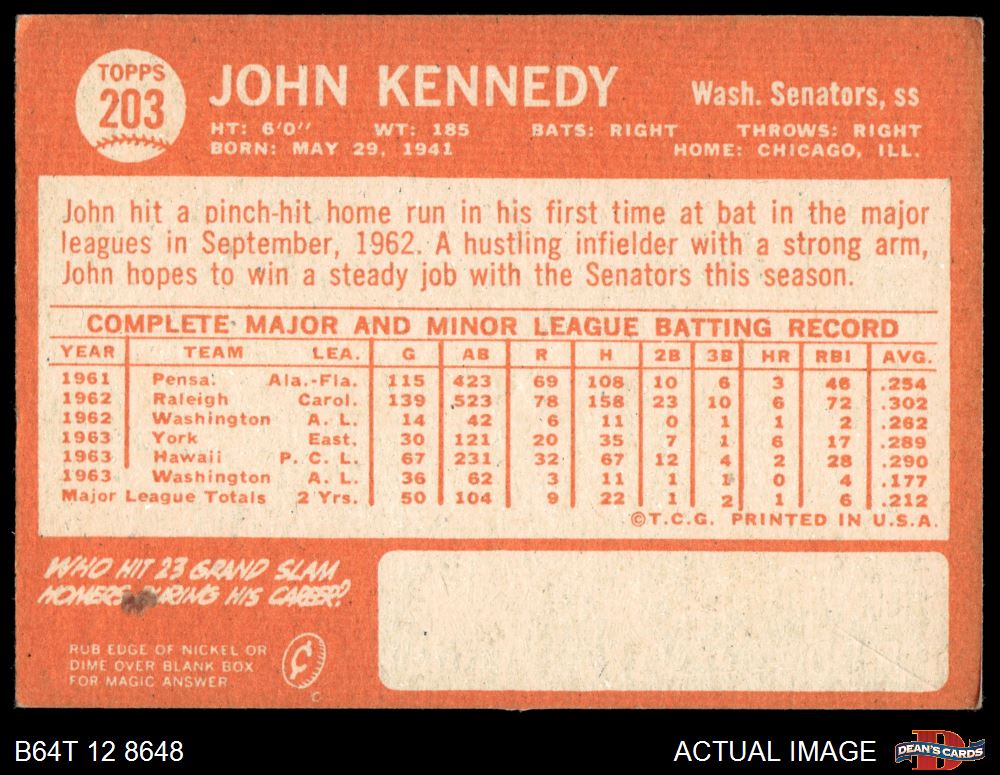 TOPPS
203
JOHN KENNEDY
Wash. Senators, ss
HT: 6'0" WT: 185 BATS: RIGHT THROWS: RIGHT
BORN: MAY 29, 1941 HOME: CHICAGO, ILL.
John hit a pinch-hit home run in his first time at bat in the major
leagues in September, 1962. A hustling infielder with a strong arm,
John hopes to win a steady job with the Senators this season.
COMPLETE MAJOR AND MINOR LEAGUE BATTING RECORD
YEAR TEAM LEA. G AB R H 2B 3B HR RBI AVG.
1961 Pensa. Ala.-Fla. 115 423 69 108 10 6 3 46 .254
1962 Raleigh Carol. 139 523 78 158 23 10 6 72 .302
1962 Washington A. L. 14 42 6 11 0 1 1 2 .262
1963 York East. 30 121 20 35 7 1 6 17 .289
1963 Hawaii P. C. L. 67 231 32 67 12 4 2 28 .290
1963 Washington A. L. 36 62 3 11 1 1 0 4 .177
Major League Totals 2 Yrs. 50 104 9 22 1 2 1 6 .212
©T.C.G. PRINTED IN U.S.A.
WHO HIT 23 GRAND SLAM
HOMERS DURING HIS CAREER?
RUB EDGE OF NICKEL OR
DIME OVER BLANK BOX
FOR MAGIC ANSWER
¢
C
B64T 12 8648
ACTUAL IMAGE
DEAN'S CARDS